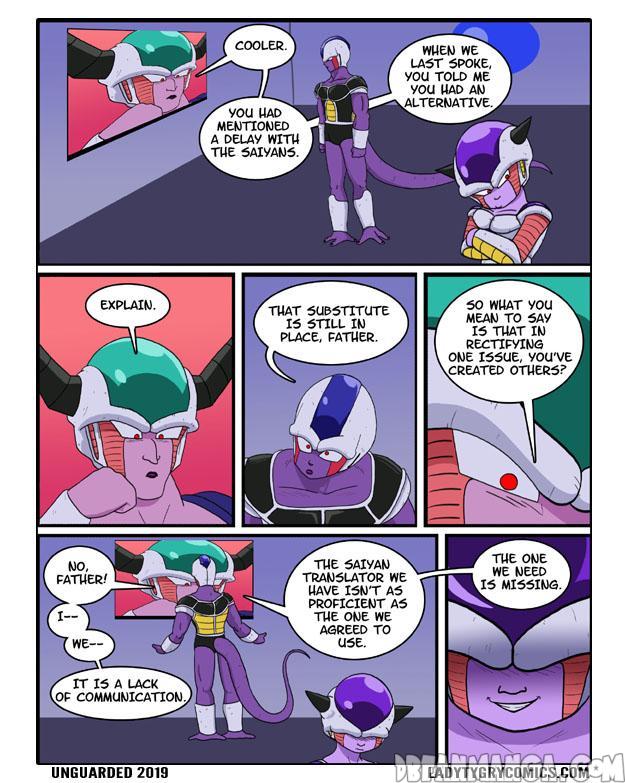 COOLER.
YOU HAD
MENTIONED
A DELAY WITH
THE SAIYANS.
WHEN WE
LAST SPOKE,
YOU TOLD ME
YOU HAD AN
ALTERNATIVE.
EXPLAIN.
THAT SUBSTITUTE
IS STILL IN
PLACE, FATHER.
SO WHAT YOU
MEAN TO SAY
IS THAT IN
RECTIFYING
ONE ISSUE, YOU'VE
CREATED OTHERS?
NO,
FATHER!
I--
WE--
IT IS A LACK
OF COMMUNICATION.
THE SAIYAN
TRANSLATOR WE
HAVE ISN'T AS
PROFICIENT AS
THE ONE WE
AGREED TO
USE.
THE ONE
WE NEED
IS MISSING.
UNGUARDED 2019
LADYTYGRYCOMICS.COM
DBFANMANGA.COM